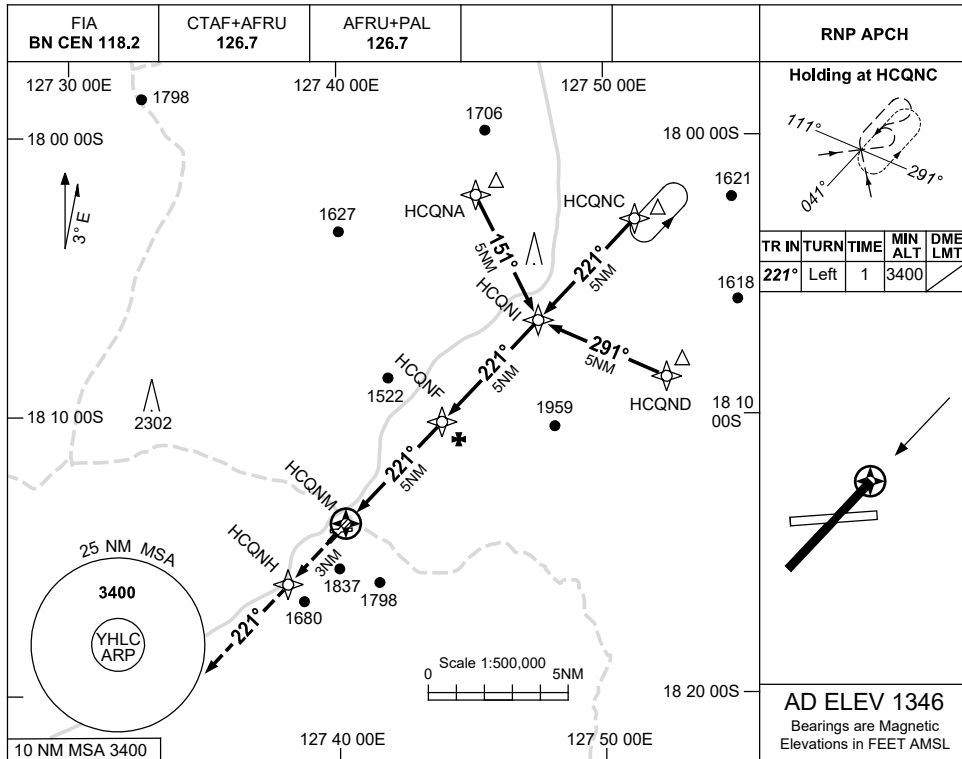 FIA
BN CEN 118.2
CTAF+AFRU
126.7
AFRU+PAL
126.7
RNP APCH
127 30 00E
127 40 00E
127 50 00E
1798
18 00 00S
1706
18 00 00S
3° E
HCQNA
HCQNC
1621
1627
151°
5NM
221°
5NM
1618
HCQNI
291°
5NM
HCQND
221°
5NM
HCQNF
1522
2302
18 10 00S
1959
18 10
00S
221°
5NM
HCQNM
3NM
HCQNH
1837
1798
1680
221°
25 NM MSA
3400
YHLC
ARP
10 NM MSA 3400
Scale 1:500,000
0
5NM
18 20 00S
127 40 00E
127 50 00E
Holding at HCQNC
111°
041°
291°
TR IN TURN TIME MIN ALT DME LMT
221° Left 1 3400
AD ELEV 1346
Bearings are Magnetic
Elevations in FEET AMSL